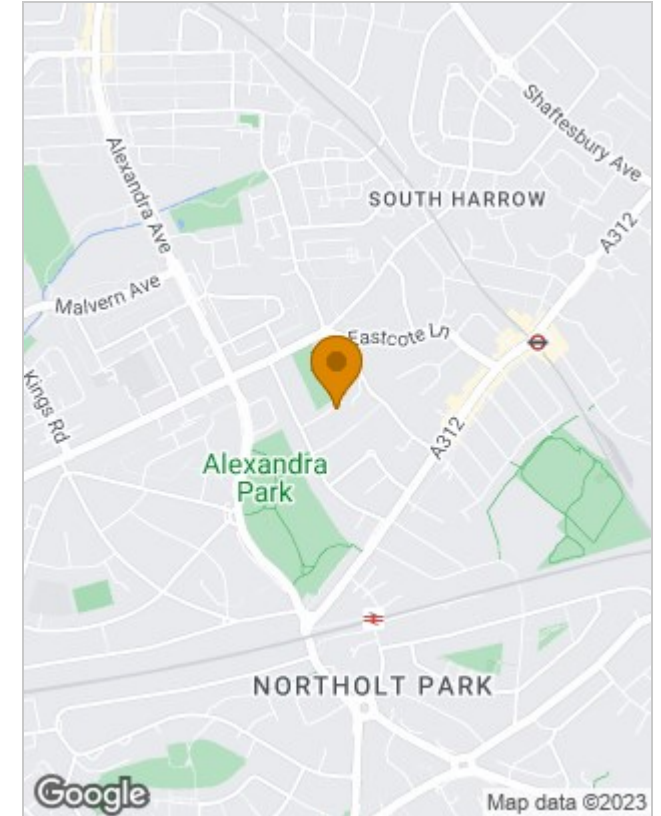 Shaftesbury Ave
Alexandra Ave
SOUTH HARROW
A312
Malvern Ave
Eastcote Ln
Kings Rd
A312
Alexandra
Park
NORTHOLT PARK
Google
Map data ©2023